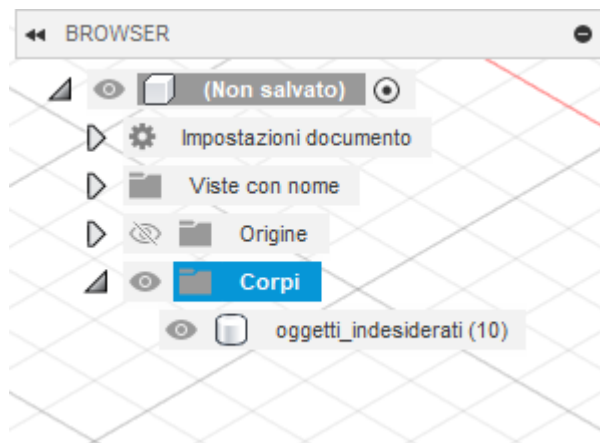 BROWSER
(Non salvato)
Impostazioni documento
Viste con nome
Origine
Corpi
oggetti_indesiderati (10)